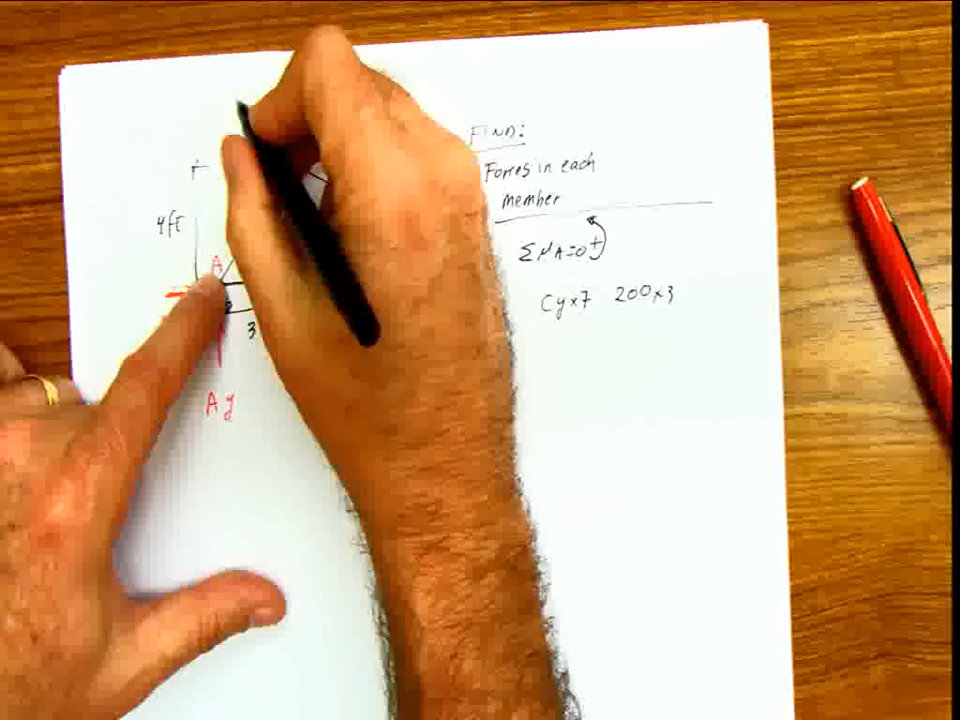 FIND:
Forces in each
member
4ft
ΣMA=0+
A
Cy×7 200×3
3
Ay